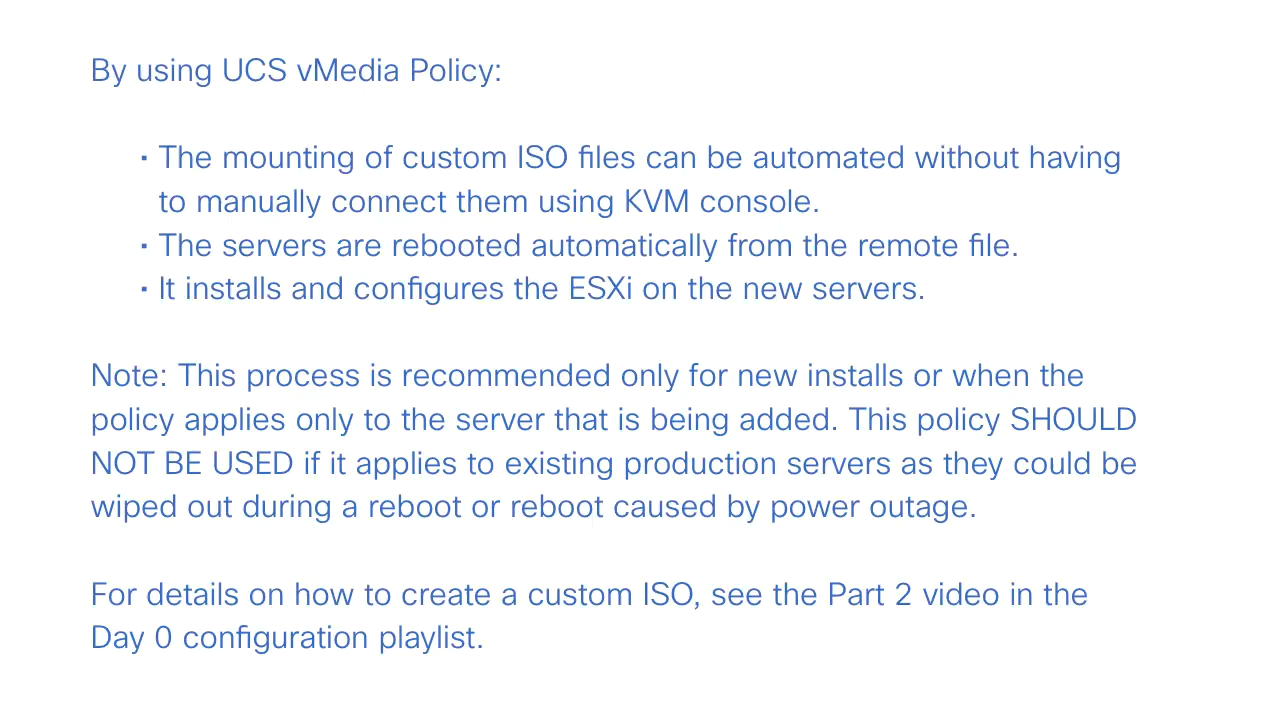 By using UCS vMedia Policy:
· The mounting of custom ISO files can be automated without having
to manually connect them using KVM console.
· The servers are rebooted automatically from the remote file.
· It installs and configures the ESXi on the new servers.
Note: This process is recommended only for new installs or when the
policy applies only to the server that is being added. This policy SHOULD
NOT BE USED if it applies to existing production servers as they could be
wiped out during a reboot or reboot caused by power outage.
For details on how to create a custom ISO, see the Part 2 video in the
Day 0 configuration playlist.